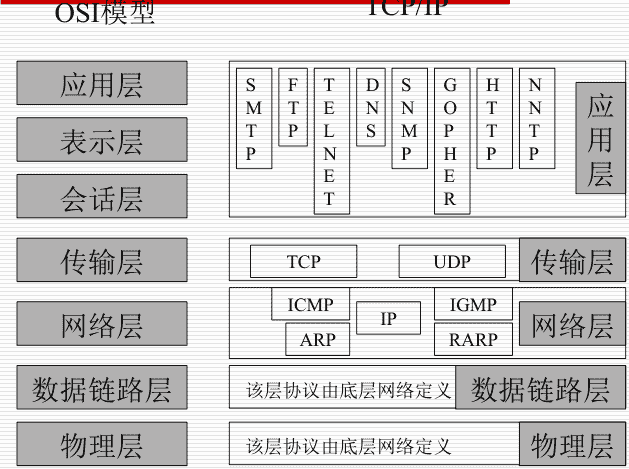 OSI模型
TCP/IP
应用层
表示层
会话层
SMTP
FTP
TELNET
DNS
SNMP
GOPHER
HTTP
NNTP
应用层
传输层
TCP
UDP
传输层
网络层
ICMP
IP
IGMP
ARP
RARP
网络层
数据链路层
该层协议由底层网络定义
数据链路层
物理层
该层协议由底层网络定义
物理层